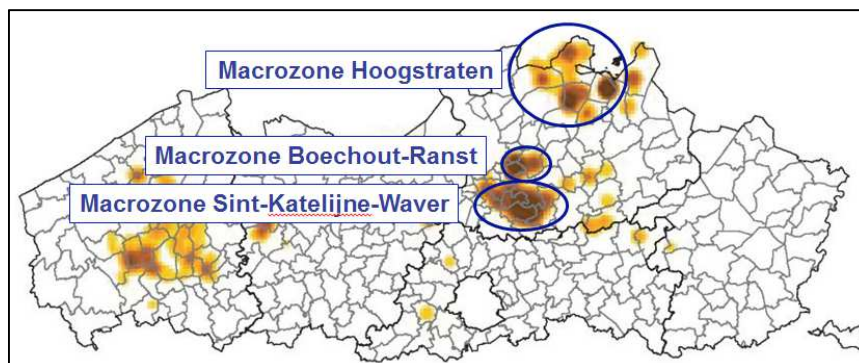 Macrozone Hoogstraten
Macrozone Boechout-Ranst
Macrozone Sint-Katelijne-Waver